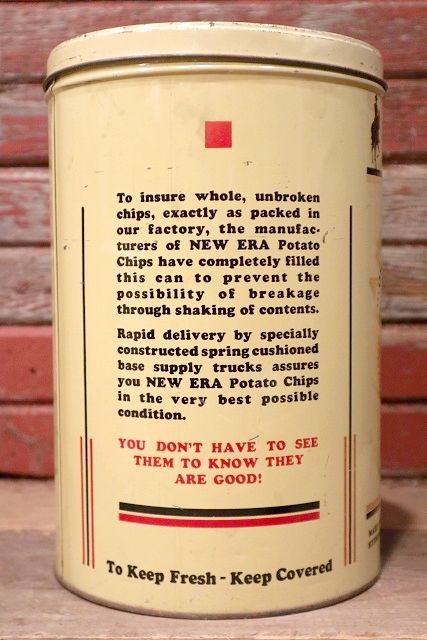 To insure whole, unbroken
chips, exactly as packed in
our factory, the manufac-
turers of NEW ERA Potato
Chips have completely filled
this can to prevent the
possibility of breakage
through shaking of contents.
Rapid delivery by specially
constructed spring cushioned
base supply trucks assures
you NEW ERA Potato Chips
in the very best possible
condition.
YOU DON'T HAVE TO SEE
THEM TO KNOW THEY
ARE GOOD!
To Keep Fresh - Keep Covered